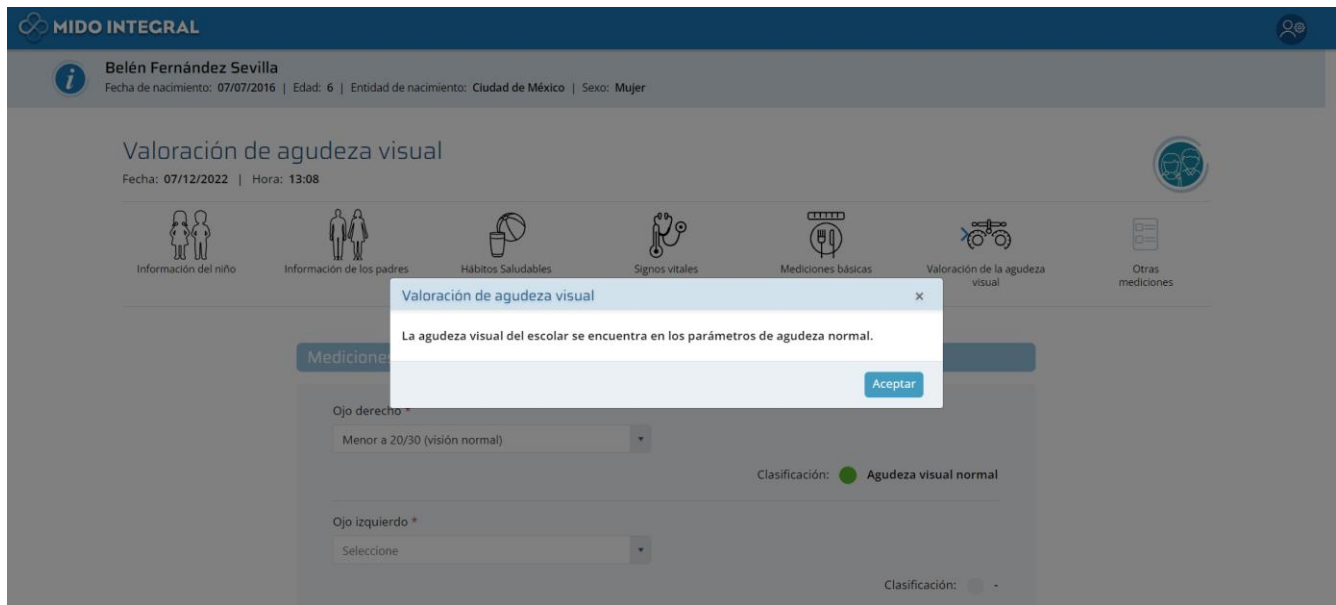 MIDO INTEGRAL
Belén Fernández Sevilla
Fecha de nacimiento: 07/07/2016 | Edad: 6 | Entidad de nacimiento: Ciudad de México | Sexo: Mujer
Valoración de agudeza visual
Fecha: 07/12/2022 | Hora: 13:08
Información del niño
Información de los padres
Hábitos Saludables
Signos vitales
Mediciones básicas
Valoración de la agudeza
visual
Otras
mediciones
Valoración de agudeza visual ×
La agudeza visual del escolar se encuentra en los parámetros de agudeza normal.
Aceptar
Mediciones
Ojo derecho *
Menor a 20/30 (visión normal)
Clasificación: Agudeza visual normal
Ojo izquierdo *
Seleccione
Clasificación: -